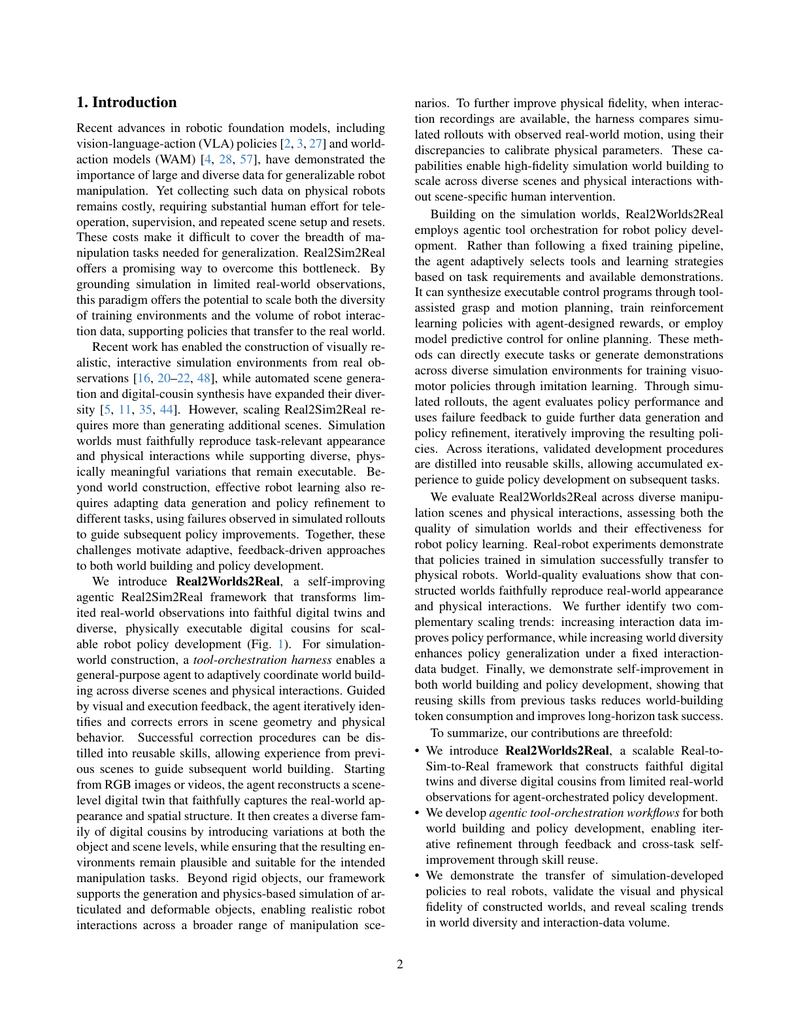 1. Introduction
Recent advances in robotic foundation models, including
vision-language-action (VLA) policies [2, 3, 27] and world-
action models (WAM) [4, 28, 57], have demonstrated the
importance of large and diverse data for generalizable robot
manipulation. Yet collecting such data on physical robots
remains costly, requiring substantial human effort for tele-
operation, supervision, and repeated scene setup and resets.
These costs make it difficult to cover the breadth of ma-
nipulation tasks needed for generalization. Real2Sim2Real
offers a promising way to overcome this bottleneck. By
grounding simulation in limited real-world observations,
this paradigm offers the potential to scale both the diversity
of training environments and the volume of robot interac-
tion data, supporting policies that transfer to the real world.
Recent work has enabled the construction of visually re-
alistic, interactive simulation environments from real ob-
servations [16, 20–22, 48], while automated scene genera-
tion and digital-cousin synthesis have expanded their diver-
sity [5, 11, 35, 44]. However, scaling Real2Sim2Real re-
quires more than generating additional scenes. Simulation
worlds must faithfully reproduce task-relevant appearance
and physical interactions while supporting diverse, phys-
ically meaningful variations that remain executable. Be-
yond world construction, effective robot learning also re-
quires adapting data generation and policy refinement to
different tasks, using failures observed in simulated rollouts
to guide subsequent policy improvements. Together, these
challenges motivate adaptive, feedback-driven approaches
to both world building and policy development.
We introduce Real2Worlds2Real, a self-improving
agentic Real2Sim2Real framework that transforms lim-
ited real-world observations into faithful digital twins and
diverse, physically executable digital cousins for scal-
able robot policy development (Fig. 1). For simulation-
world construction, a tool-orchestration harness enables a
general-purpose agent to adaptively coordinate world build-
ing across diverse scenes and physical interactions. Guided
by visual and execution feedback, the agent iteratively iden-
tifies and corrects errors in scene geometry and physical
behavior. Successful correction procedures can be dis-
tilled into reusable skills, allowing experience from previ-
ous scenes to guide subsequent world building. Starting
from RGB images or videos, the agent reconstructs a scene-
level digital twin that faithfully captures the real-world ap-
pearance and spatial structure. It then creates a diverse fam-
ily of digital cousins by introducing variations at both the
object and scene levels, while ensuring that the resulting en-
vironments remain plausible and suitable for the intended
manipulation tasks. Beyond rigid objects, our framework
supports the generation and physics-based simulation of ar-
ticulated and deformable objects, enabling realistic robot
interactions across a broader range of manipulation sce-
narios. To further improve physical fidelity, when interac-
tion recordings are available, the harness compares simu-
lated rollouts with observed real-world motion, using their
discrepancies to calibrate physical parameters. These ca-
pabilities enable high-fidelity simulation world building to
scale across diverse scenes and physical interactions with-
out scene-specific human intervention.
Building on the simulation worlds, Real2Worlds2Real
employs agentic tool orchestration for robot policy devel-
opment. Rather than following a fixed training pipeline,
the agent adaptively selects tools and learning strategies
based on task requirements and available demonstrations.
It can synthesize executable control programs through tool-
assisted grasp and motion planning, train reinforcement
learning policies with agent-designed rewards, or employ
model predictive control for online planning. These meth-
ods can directly execute tasks or generate demonstrations
across diverse simulation environments for training visuo-
motor policies through imitation learning. Through simu-
lated rollouts, the agent evaluates policy performance and
uses failure feedback to guide further data generation and
policy refinement, iteratively improving the resulting poli-
cies. Across iterations, validated development procedures
are distilled into reusable skills, allowing accumulated ex-
perience to guide policy development on subsequent tasks.
We evaluate Real2Worlds2Real across diverse manipu-
lation scenes and physical interactions, assessing both the
quality of simulation worlds and their effectiveness for
robot policy learning. Real-robot experiments demonstrate
that policies trained in simulation successfully transfer to
physical robots. World-quality evaluations show that con-
structed worlds faithfully reproduce real-world appearance
and physical interactions. We further identify two com-
plementary scaling trends: increasing interaction data im-
proves policy performance, while increasing world diversity
enhances policy generalization under a fixed interaction-
data budget. Finally, we demonstrate self-improvement in
both world building and policy development, showing that
reusing skills from previous tasks reduces world-building
token consumption and improves long-horizon task success.
To summarize, our contributions are threefold:
• We introduce Real2Worlds2Real, a scalable Real-to-
Sim-to-Real framework that constructs faithful digital
twins and diverse digital cousins from limited real-world
observations for agent-orchestrated policy development.
• We develop agentic tool-orchestration workflows for both
world building and policy development, enabling iter-
ative refinement through feedback and cross-task self-
improvement through skill reuse.
• We demonstrate the transfer of simulation-developed
policies to real robots, validate the visual and physical
fidelity of constructed worlds, and reveal scaling trends
in world diversity and interaction-data volume.
2